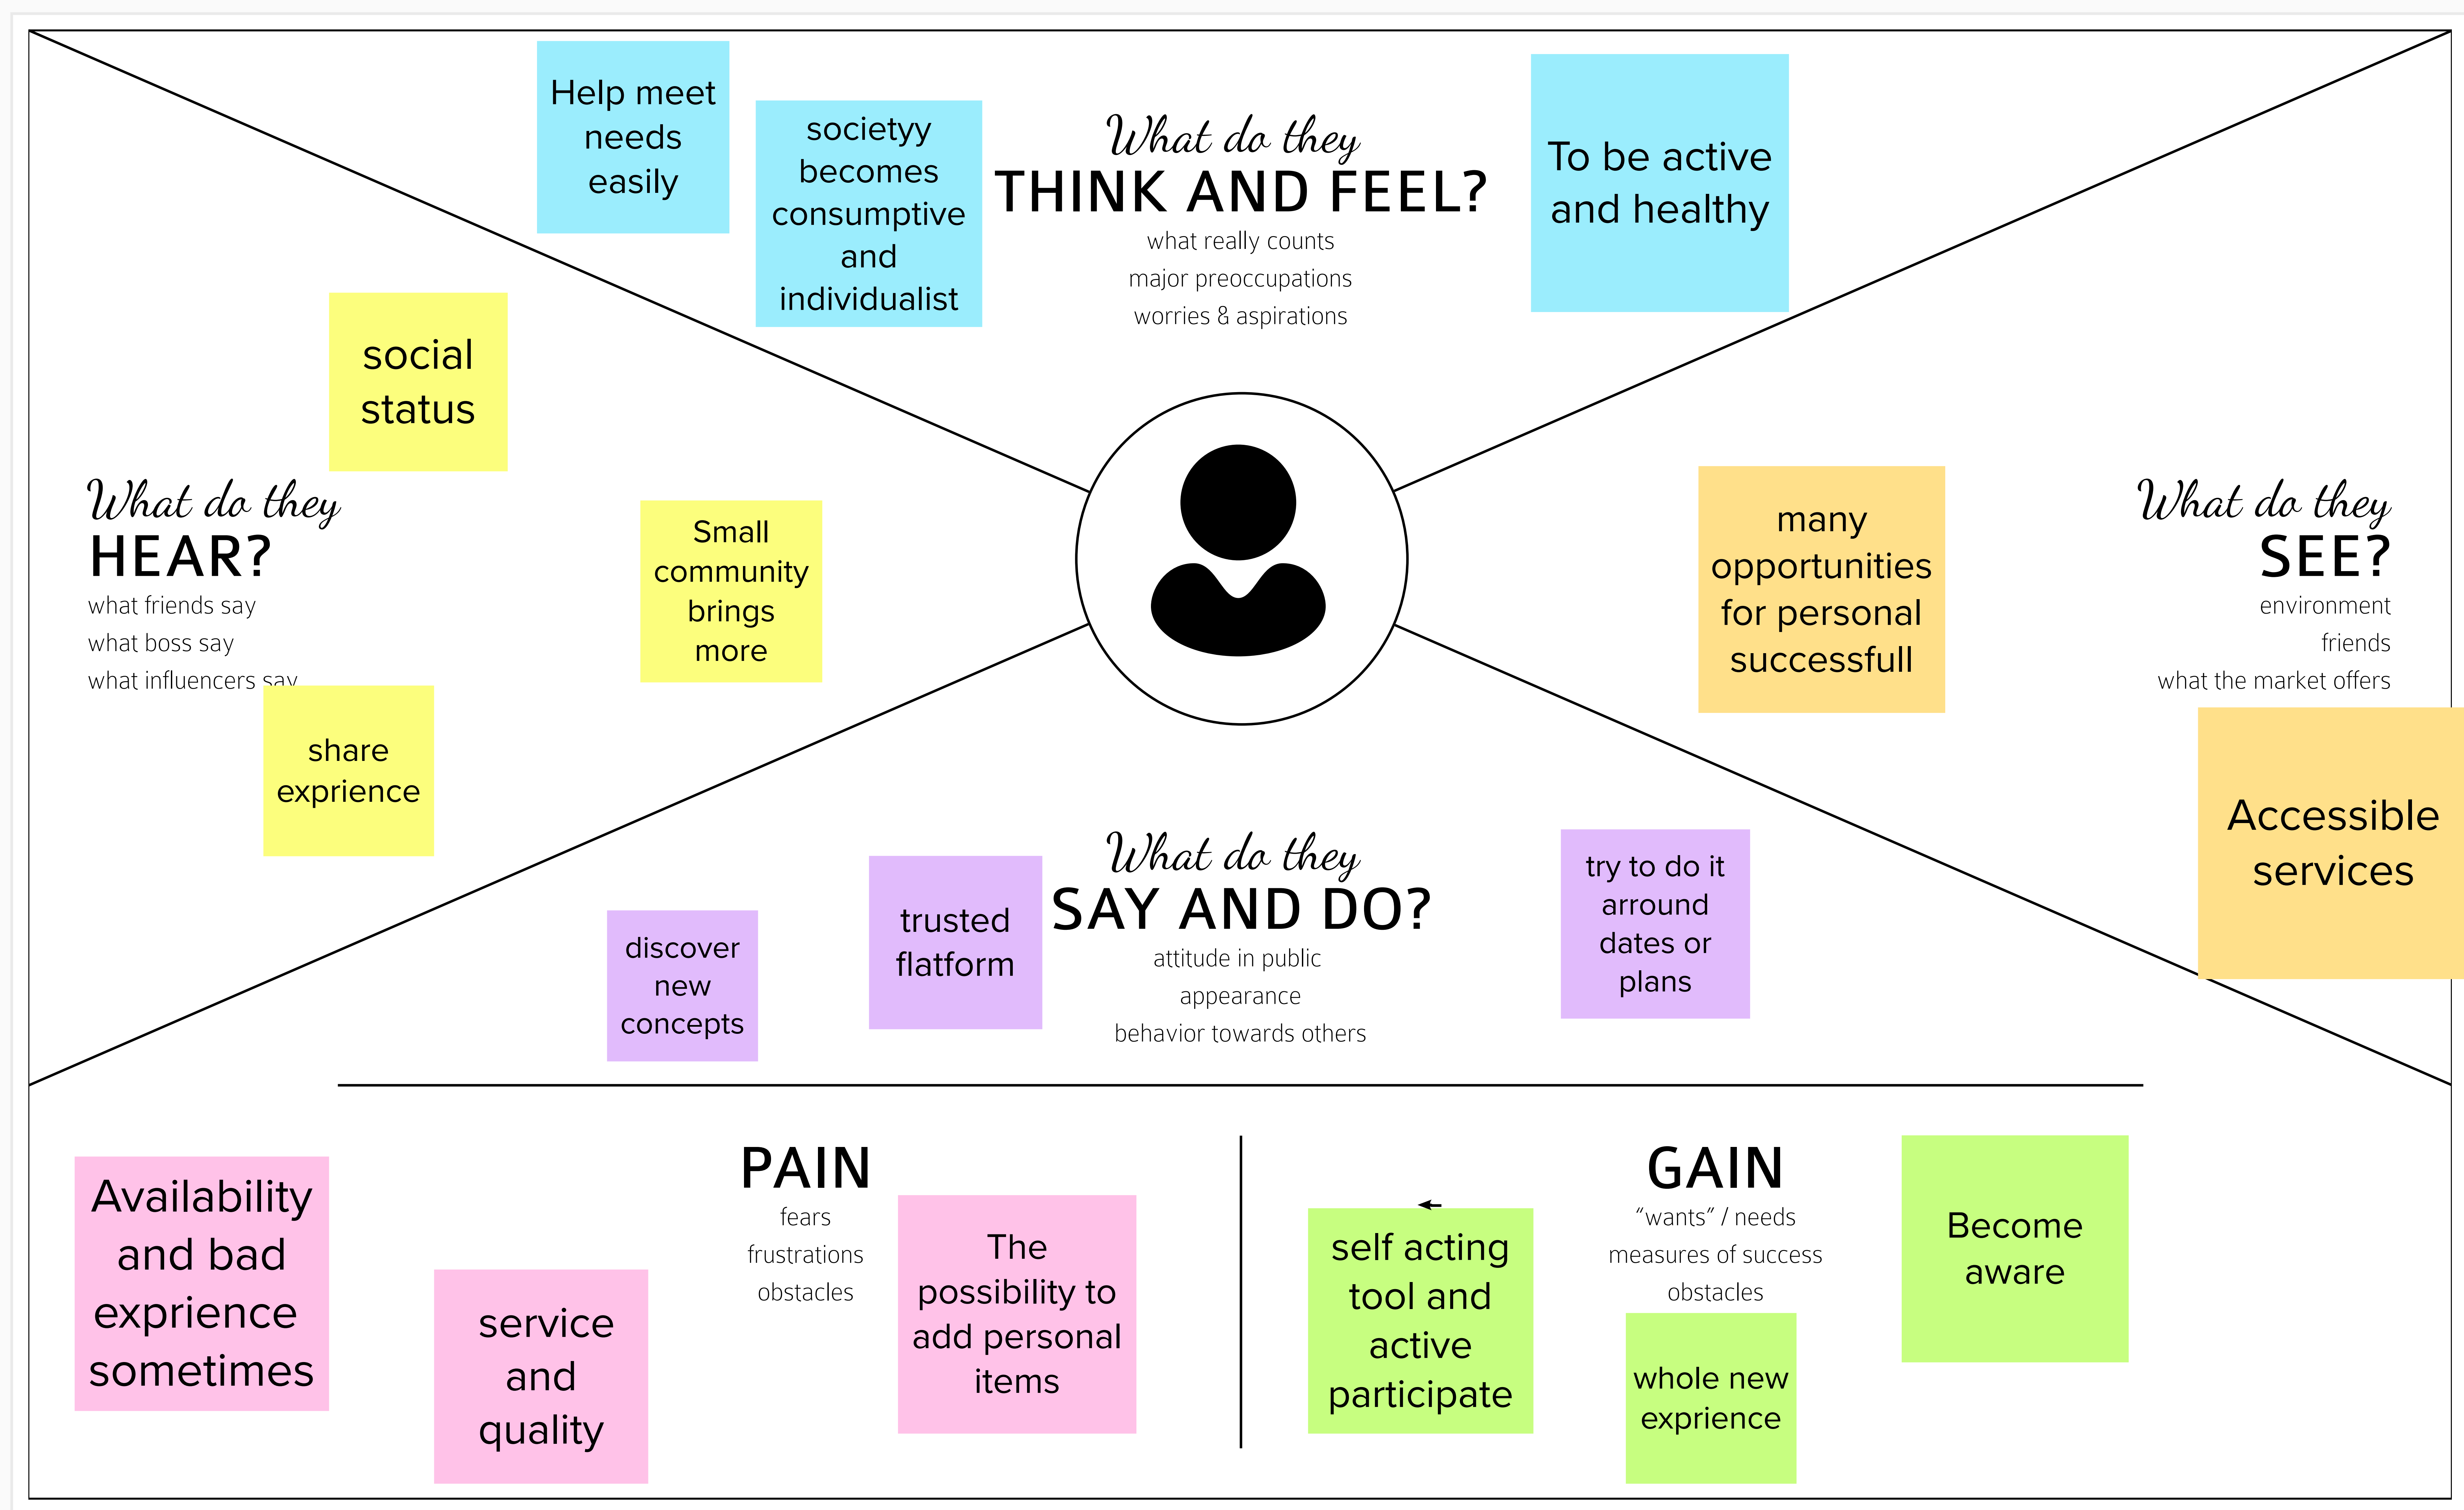 Help meet
needs
easily
societyy
becomes
consumptive
and
individualist
What do they
THINK AND FEEL?
what really counts
major preoccupations
worries & aspirations
To be active
and healthy
social
status
What do they
HEAR?
what friends say
what boss say
what influencers say
Small
community
brings
more
share
exprience
many
opportunities
for personal
successfull
What do they
SEE?
environment
friends
what the market offers
Accessible
services
discover
new
concepts
trusted
flatform
What do they
SAY AND DO?
attitude in public
appearance
behavior towards others
try to do it
arround
dates or
plans
Availability
and bad
exprience
sometimes
service
and
quality
PAIN
fears
frustrations
obstacles
The
possibility to
add personal
items
self acting
tool and
active
participate
GAIN
“wants” / needs
measures of success
obstacles
whole new
exprience
Become
aware